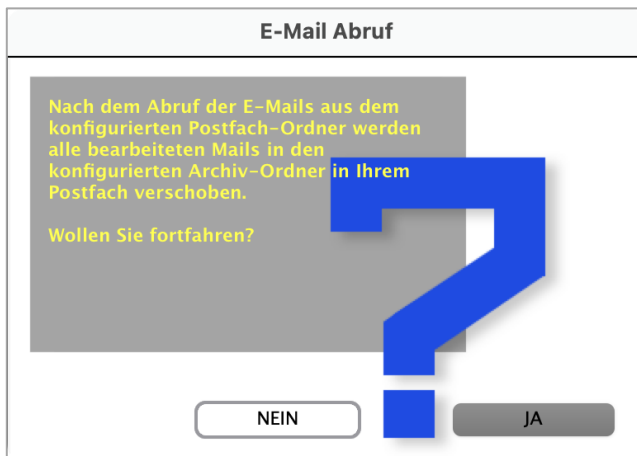 E-Mail Abruf
Nach dem Abruf der E-Mails aus dem
konfigurierten Postfach-Ordner werden
alle bearbeiteten Mails in den
konfigurierten Archiv-Ordner in Ihrem
Postfach verschoben.
Wollen Sie fortfahren?
?
NEIN
JA